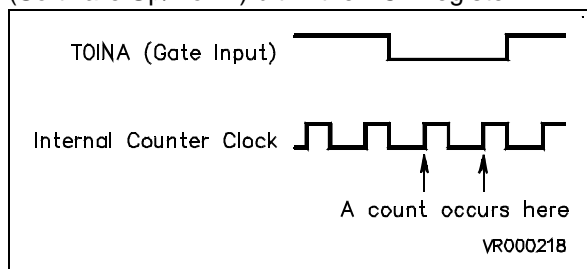 TOINA (Gate Input)
Internal Counter Clock
A count occurs here
VR000218